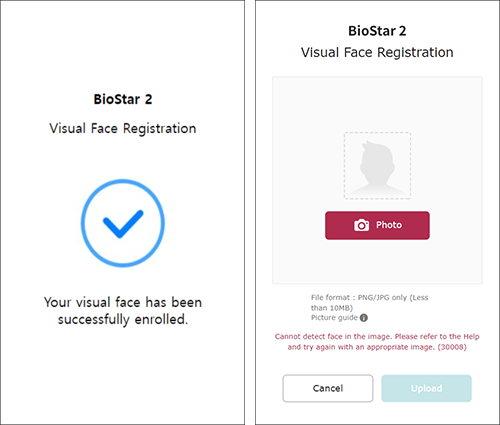 BioStar 2
Visual Face Registration
Your visual face has been
successfully enrolled.
BioStar 2
Visual Face Registration
Photo
File format : PNG/JPG only (Less
than 10MB)
Picture guide
Cannot detect face in the image. Please refer to the Help
and try again with an appropriate image. (30008)
Cancel
Upload